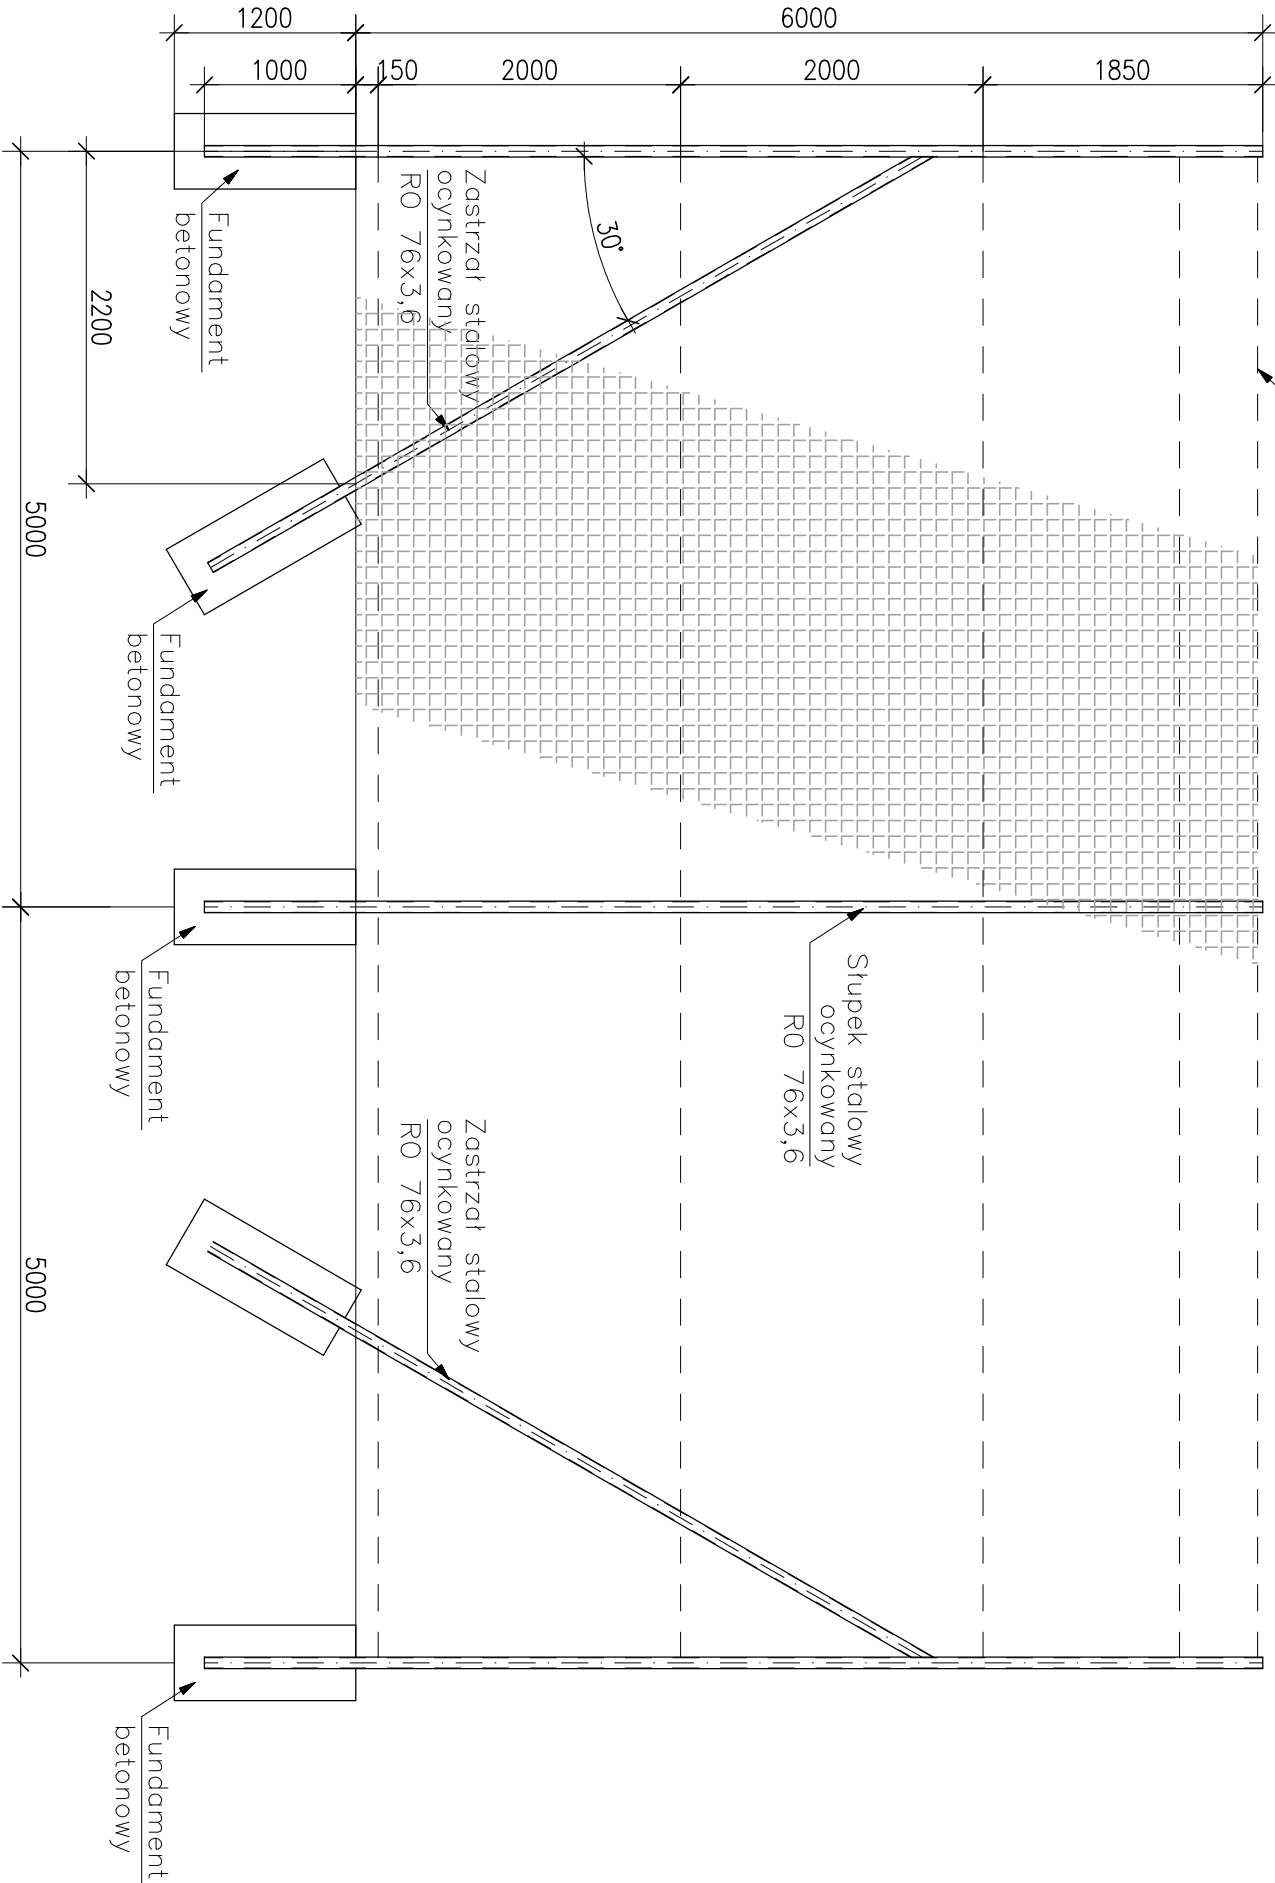 1200
6000
1000
150
2000
2000
1850
30°
Zastrzał stalowy
ocynkowany
RO 76x3,6
Fundament
betonowy
2200
5000
Fundament
betonowy
Słupek stalowy
ocynkowany
RO 76x3,6
Fundament
betonowy
Zastrzał stalowy
ocynkowany
RO 76x3,6
5000
Fundament
betonowy